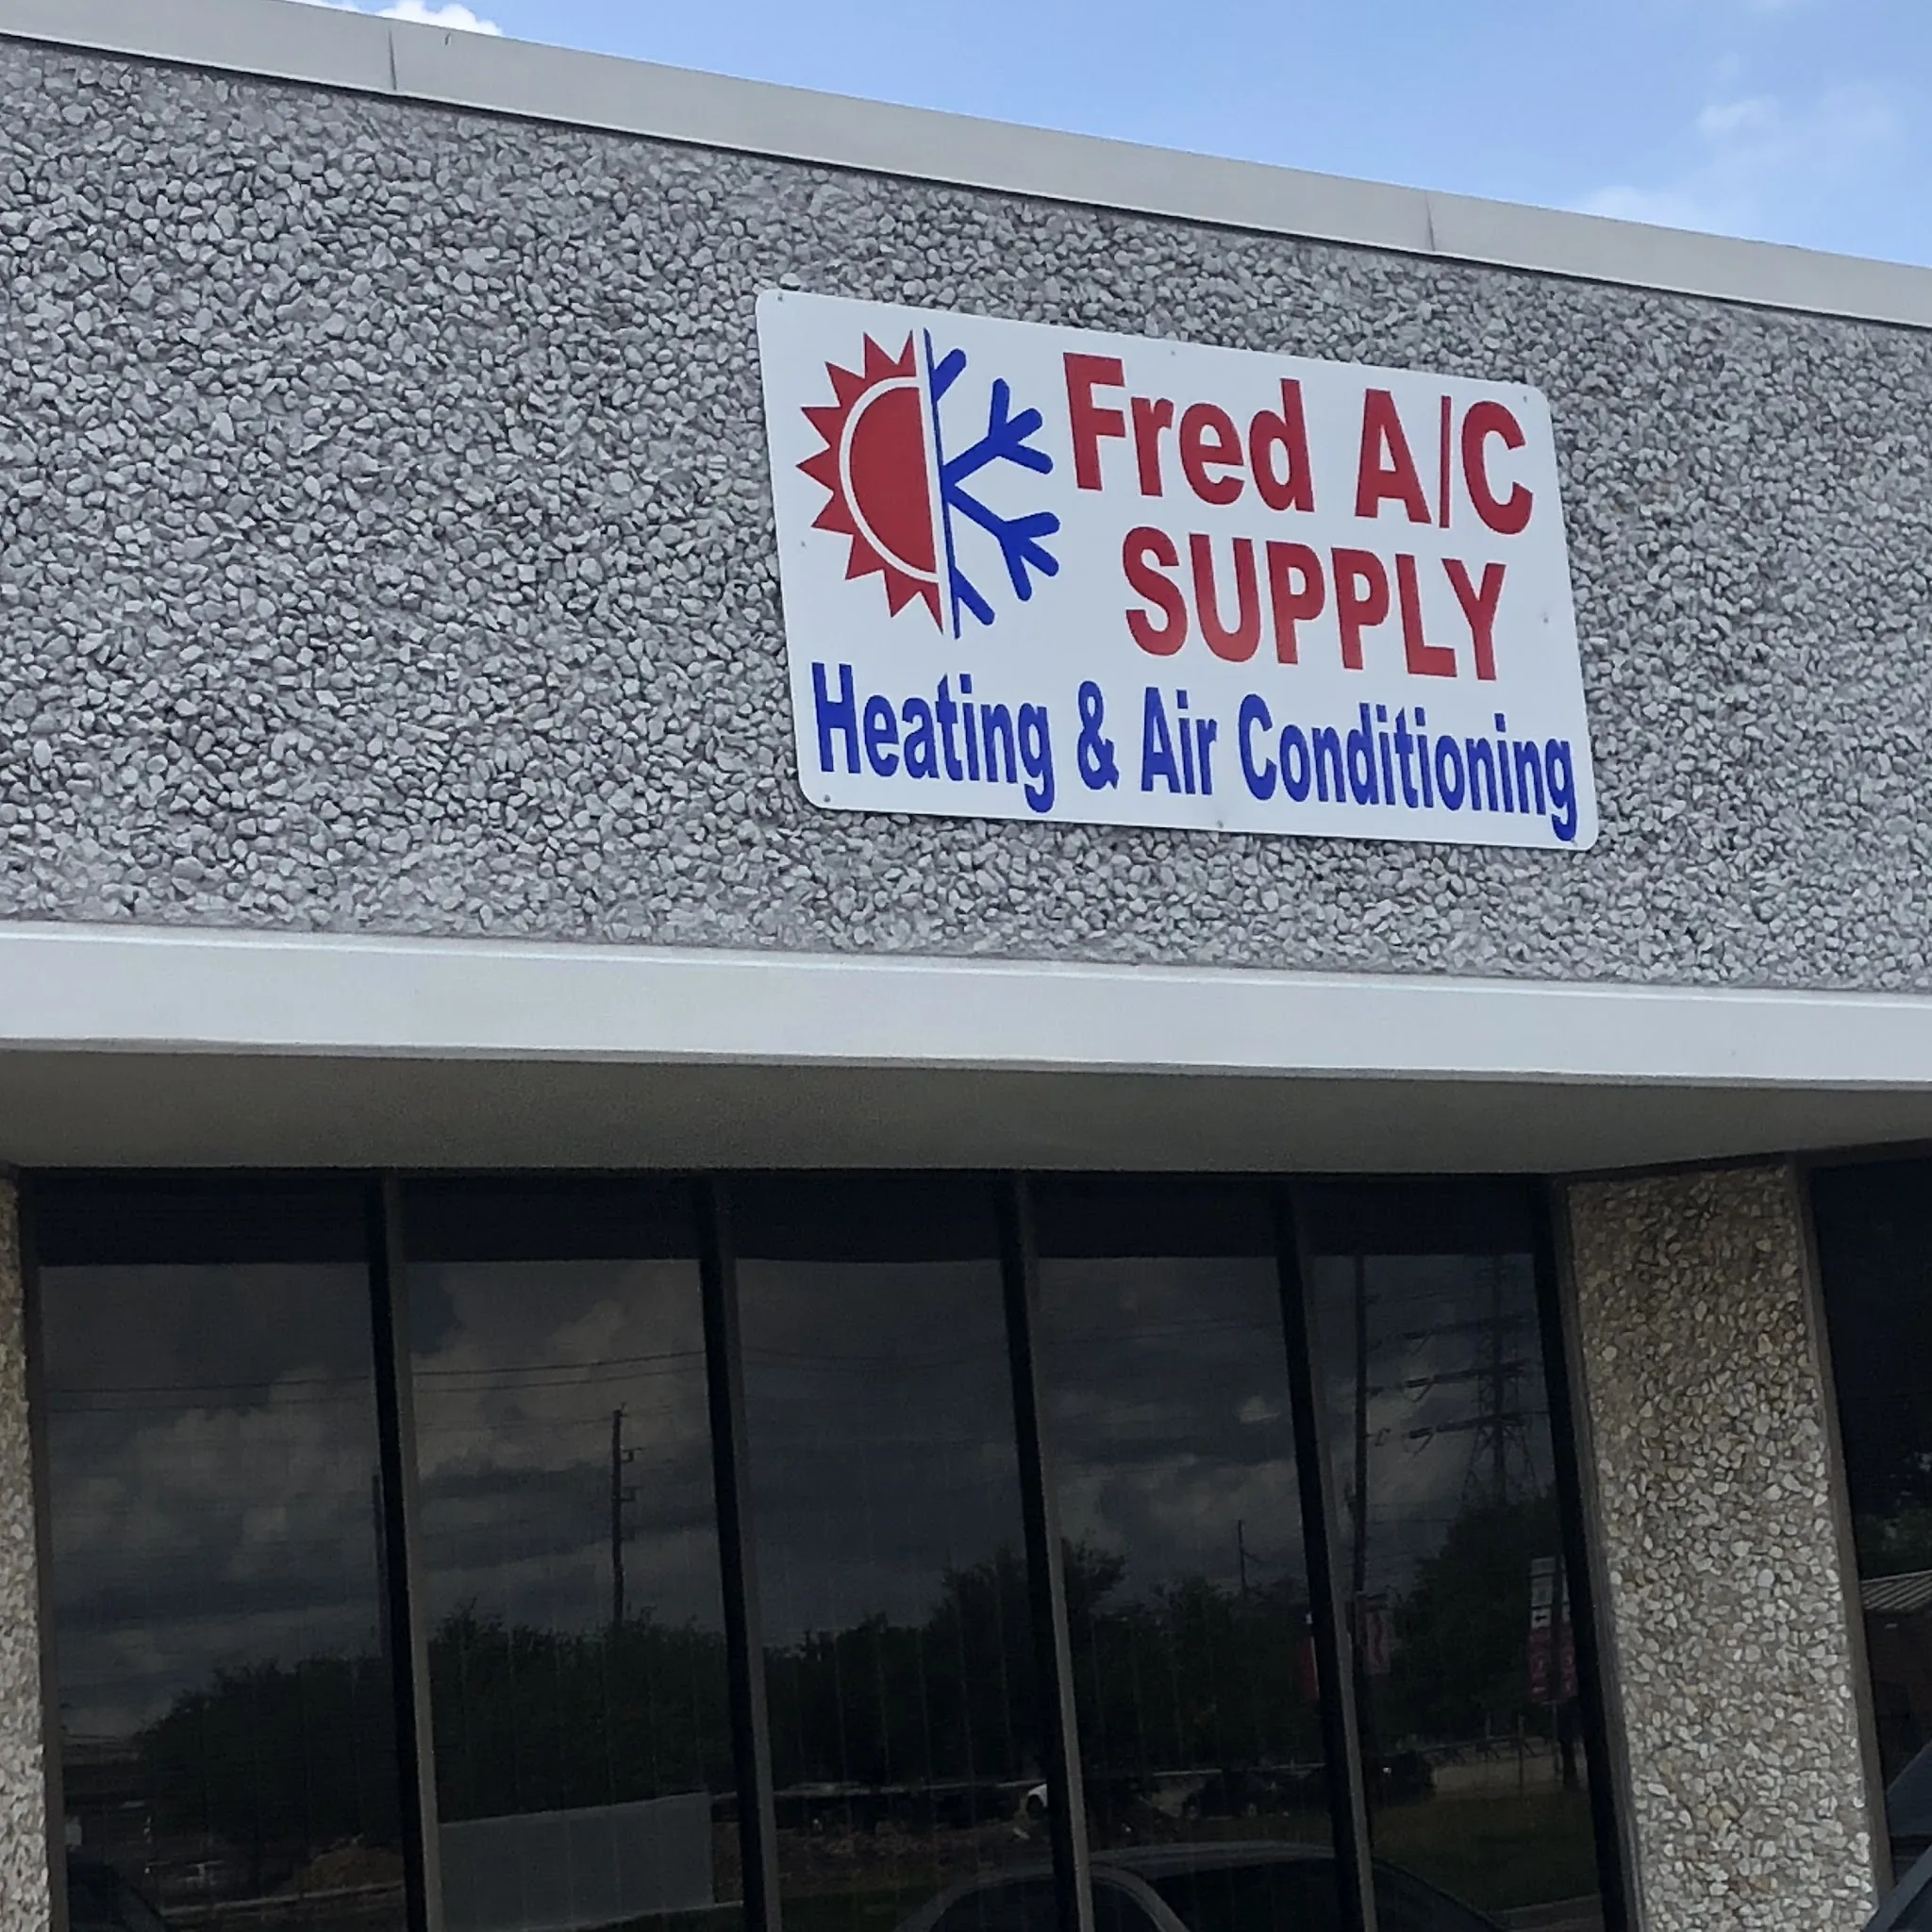 Fred A/C
SUPPLY
Heating & Air Conditioning